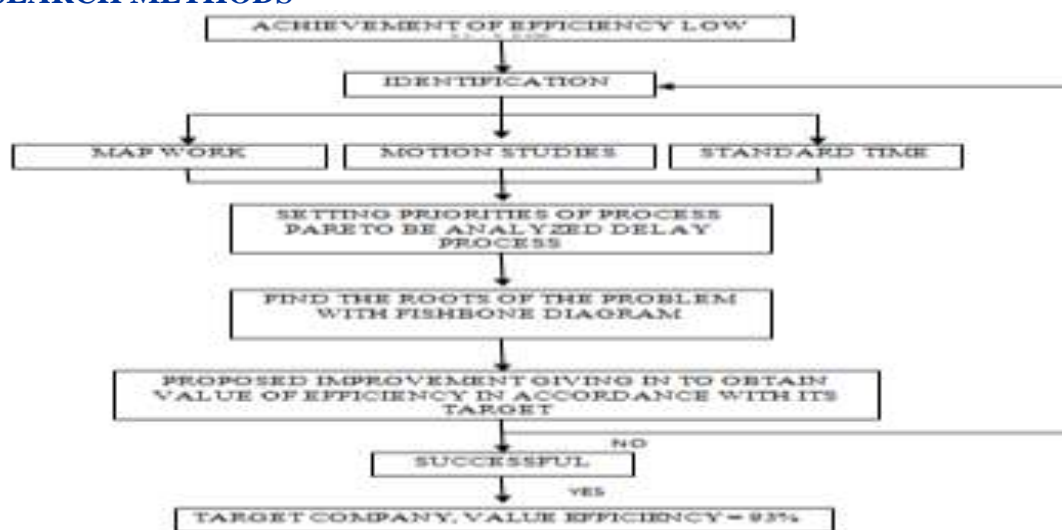 SEARCH METHODS
ACHIEVEMENT OF EFFICIENCY LOW
IDENTIFICATION
MAP WORK
MOTION STUDIES
STANDARD TIME
SETTING PRIORITIES OF PROCESS
PARETO BE ANALYZED DELAY
PROCESS
FIND THE ROOTS OF THE PROBLEM
WITH FISHBONE DIAGRAM
PROPOSED IMPROVEMENT GIVING IN TO OBTAIN
VALUE OF EFFICIENCY IN ACCORDANCE WITH ITS
TARGET
NO
SUCCESSFUL
YES
TARGET COMPANY, VALUE EFFICIENCY =